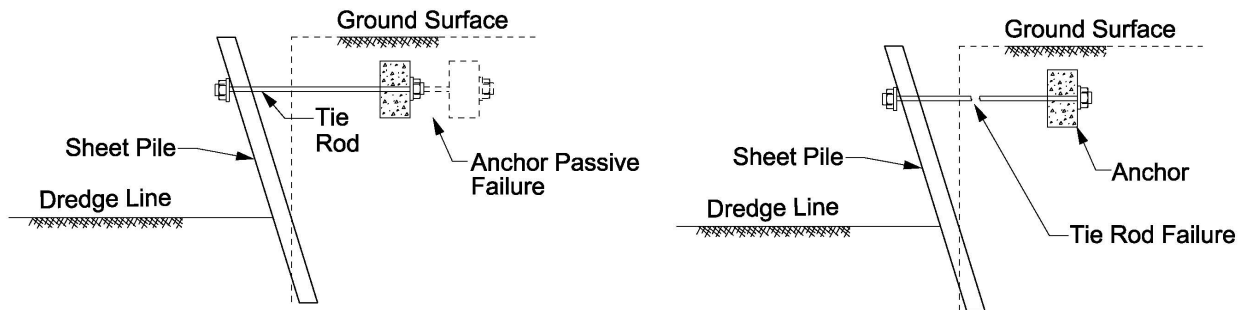 Ground Surface
Tie
Rod
Sheet Pile
Anchor Passive
Failure
Dredge Line
Ground Surface
Sheet Pile
Anchor
Dredge Line
Tie Rod Failure